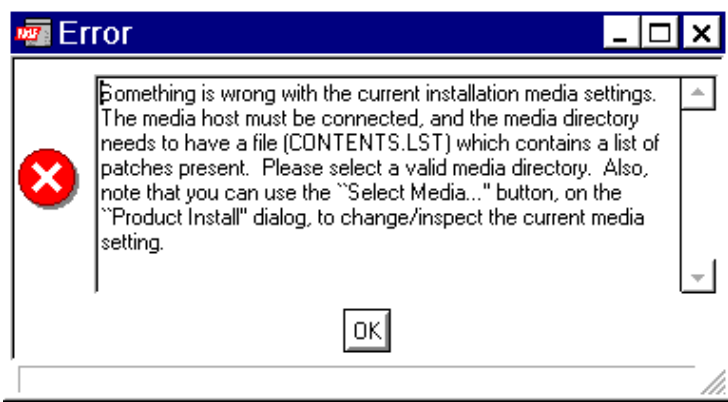 Error
Something is wrong with the current installation media settings.
The media host must be connected, and the media directory
needs to have a file (CONTENTS.LST) which contains a list of
patches present.  Please select a valid media directory.  Also,
note that you can use the ``Select Media..." button, on the
``Product Install" dialog, to change/inspect the current media
setting.
OK